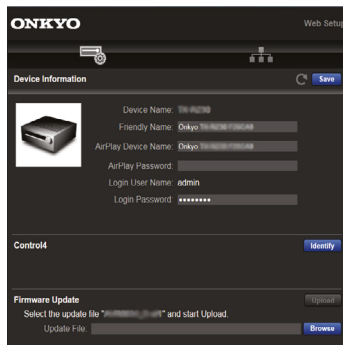 ONKYO
Web Setup
Device Information
Save
Device Name:
Friendly Name: Onkyo
AirPlay Device Name: Onkyo
AirPlay Password:
Login User Name: admin
Login Password: ••••••••
Control4
Identify
Firmware Update
Upload
Select the update file "
" and start Upload.
Update File:
Browse